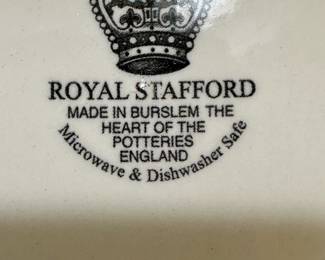 ROYAL STAFFORD
MADE IN BURSLEM THE
HEART OF THE
POTTERIES
ENGLAND
Microwave & Dishwasher Safe